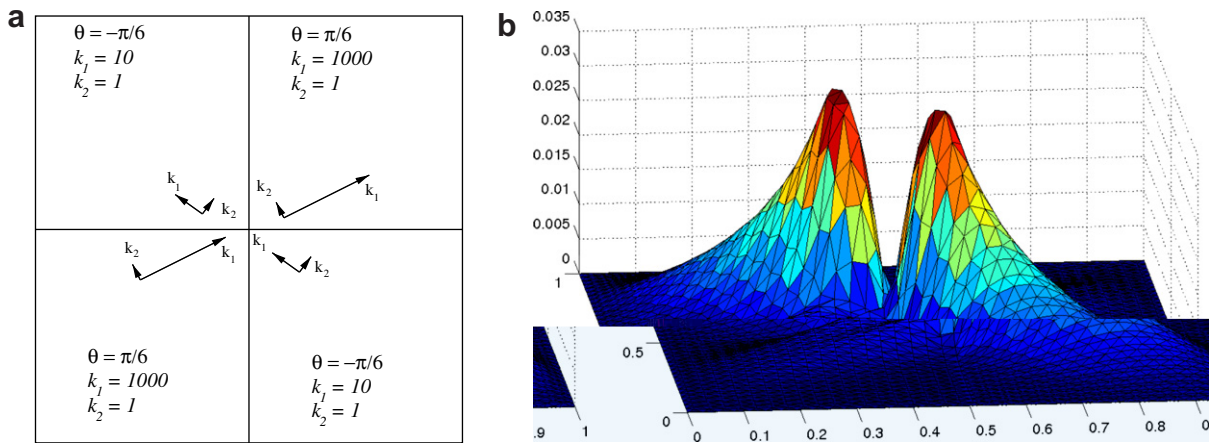 a
θ = −π/6
k1 = 10
k2 = 1
θ = π/6
k1 = 1000
k2 = 1
k1
k2
k2
k1
k2
k1
k1
k2
θ = π/6
k1 = 1000
k2 = 1
θ = −π/6
k1 = 10
k2 = 1
b
0.035
0.03
0.025
0.02
0.015
0.01
0.005
0
1
0.5
0
.9
1
0
0.1
0.2
0.3
0.4
0.5
0.6
0.7
0.8